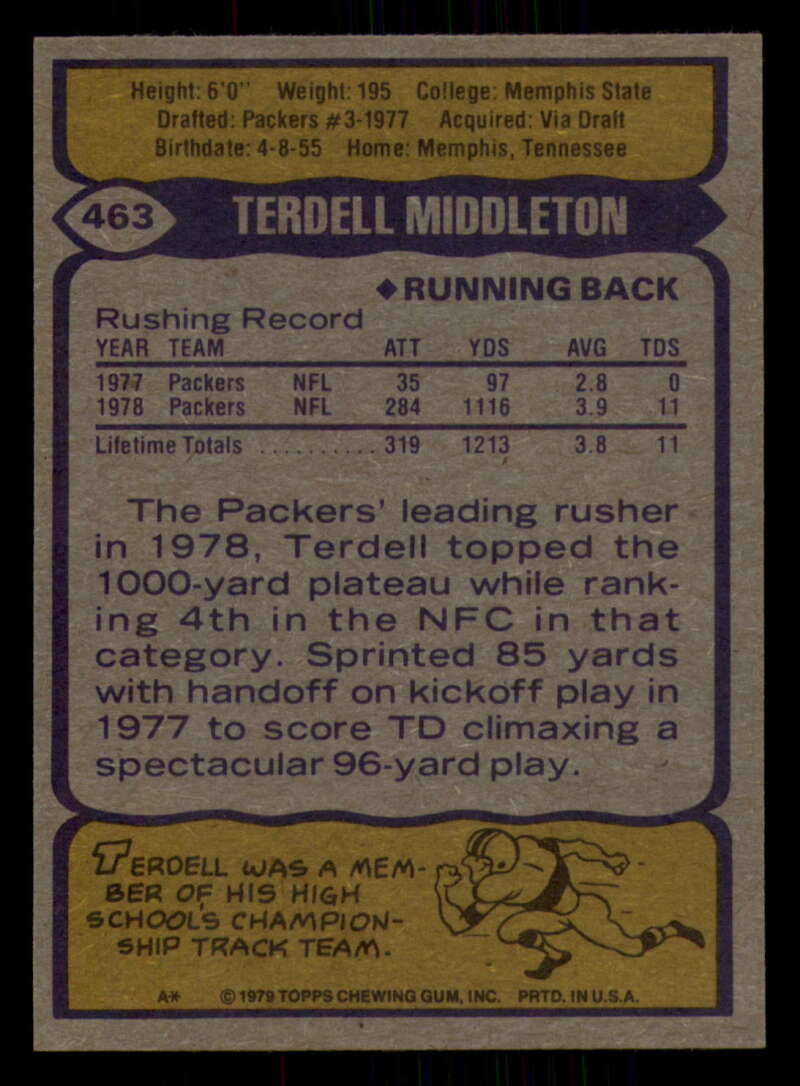 Height: 6'0" Weight: 195 College: Memphis State
Drafted: Packers #3-1977 Acquired: Via Draft
Birthdate: 4-8-55 Home: Memphis, Tennessee
463 TERDELL MIDDLETON
◆RUNNING BACK
Rushing Record
YEAR TEAM ATT YDS AVG TDS
1977 Packers NFL 35 97 2.8 0
1978 Packers NFL 284 1116 3.9 11
Lifetime Totals .......... 319 1213 3.8 11
The Packers' leading rusher
in 1978, Terdell topped the
1000-yard plateau while rank-
ing 4th in the NFC in that
category. Sprinted 85 yards
with handoff on kickoff play in
1977 to score TD climaxing a
spectacular 96-yard play.
TERDELL WAS A MEM-
BER OF HIS HIGH
SCHOOL'S CHAMPION-
SHIP TRACK TEAM.
A* ©1979 TOPPS CHEWING GUM, INC. PRTD. IN U.S.A.